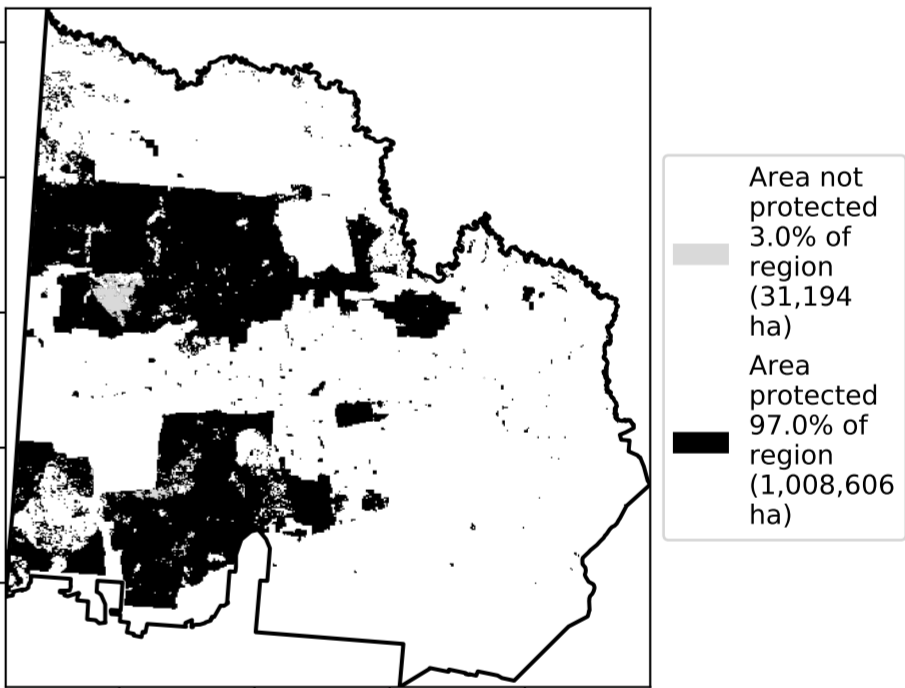 Area not
protected
3.0% of
region
(31,194
ha)
Area
protected
97.0% of
region
(1,008,606
ha)